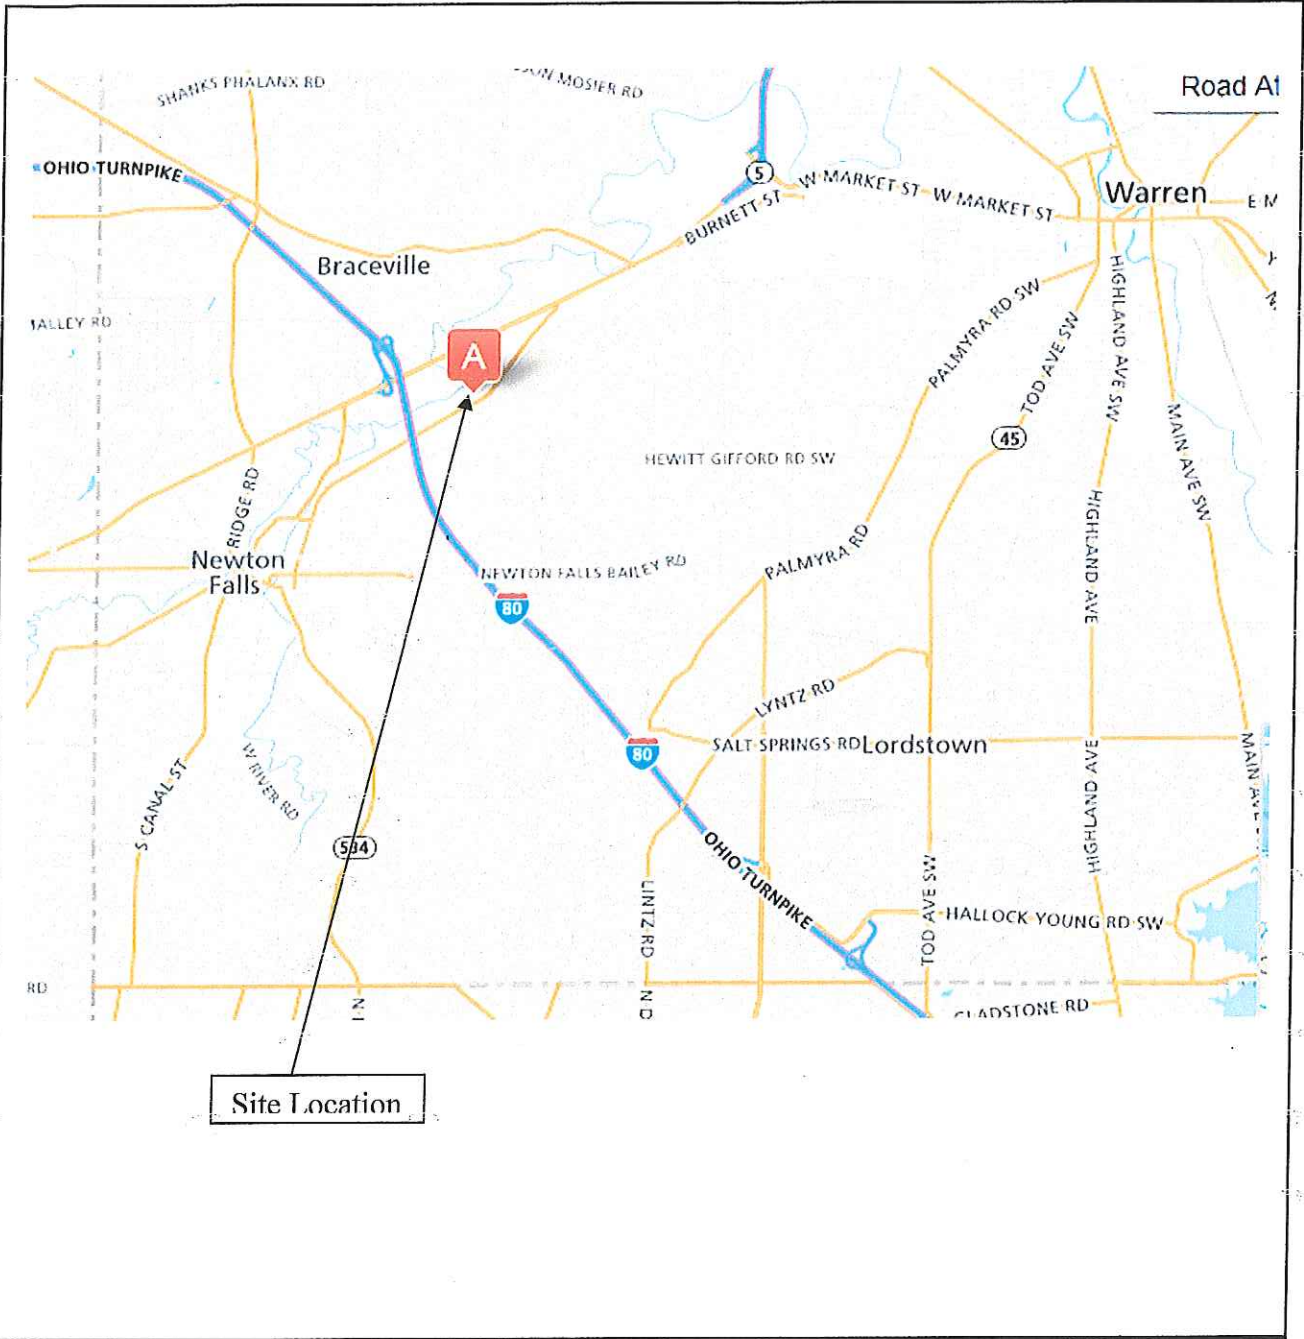 SHANKS PHALANX RD
MOSIER RD
Road At
OHIO TURNPIKE
5
W MARKET ST
W MARKET ST
Warren
E M
BURNETT ST
Braceville
PALMYRA RD SW
HIGHLAND AVE SW
TOD AVE SW
A
45
MAIN AVE SW
HEWITT GIFFORD RD SW
RIDGE RD
HIGHLAND AVE
Newton
Falls
NEWTON FALLS BAILEY RD
PALMYRA RD
80
LYNTZ RD
80
SALT SPRINGS RD
Lordstown
MAIN AVE
W RIVER RD
S CANAL ST
HIGHLAND AVE
534
OHIO TURNPIKE
LINTZ RD
TOD AVE SW
HALLOCK YOUNG RD SW
RD
GLADSTONE RD
Site Location